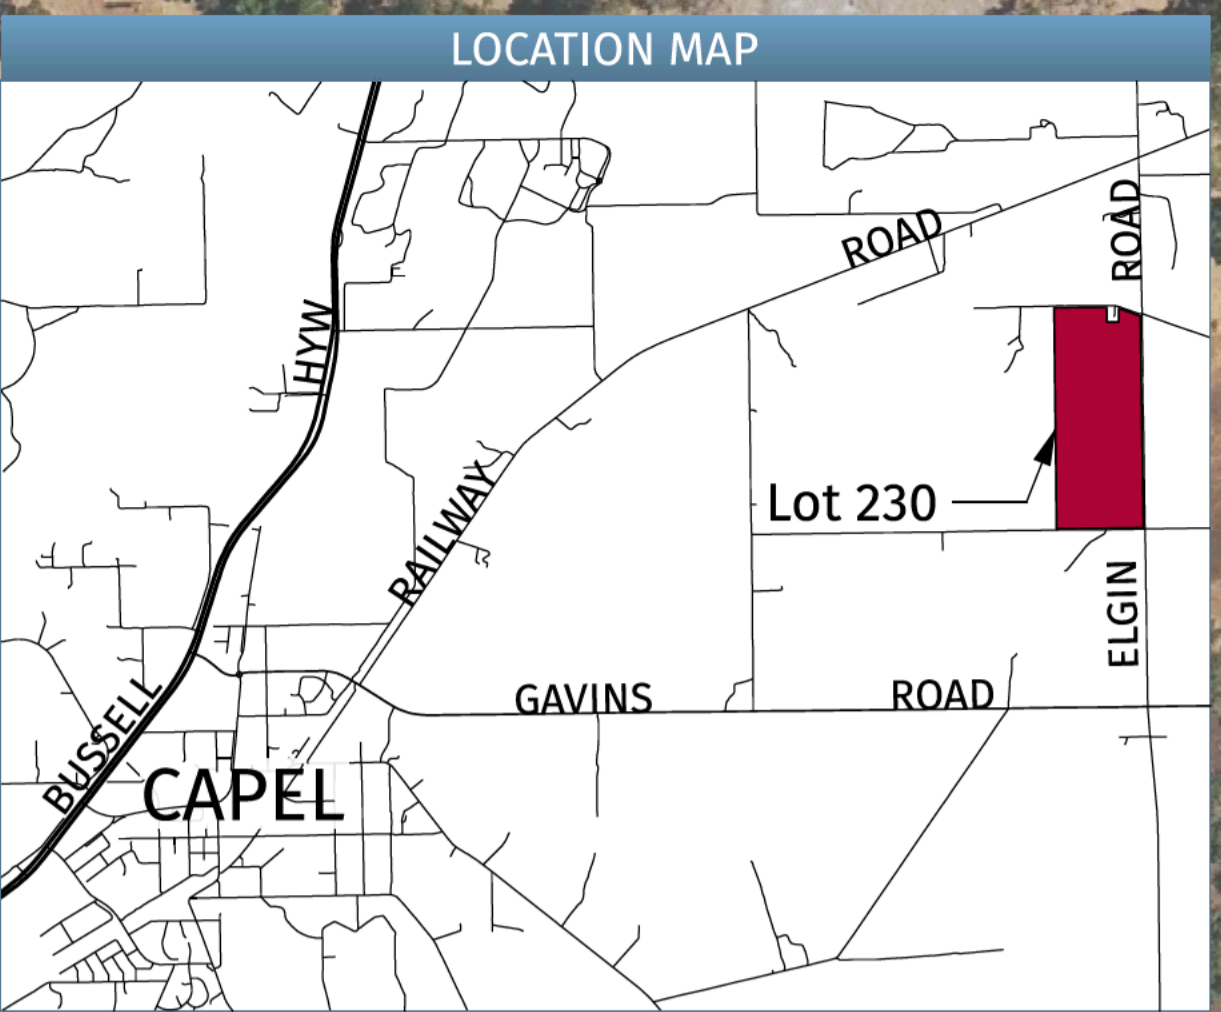 LOCATION MAP
ROAD
ROAD
HYW
RAILWAY
Lot 230
ELGIN
GAVINS ROAD
BUSSELL
CAPEL